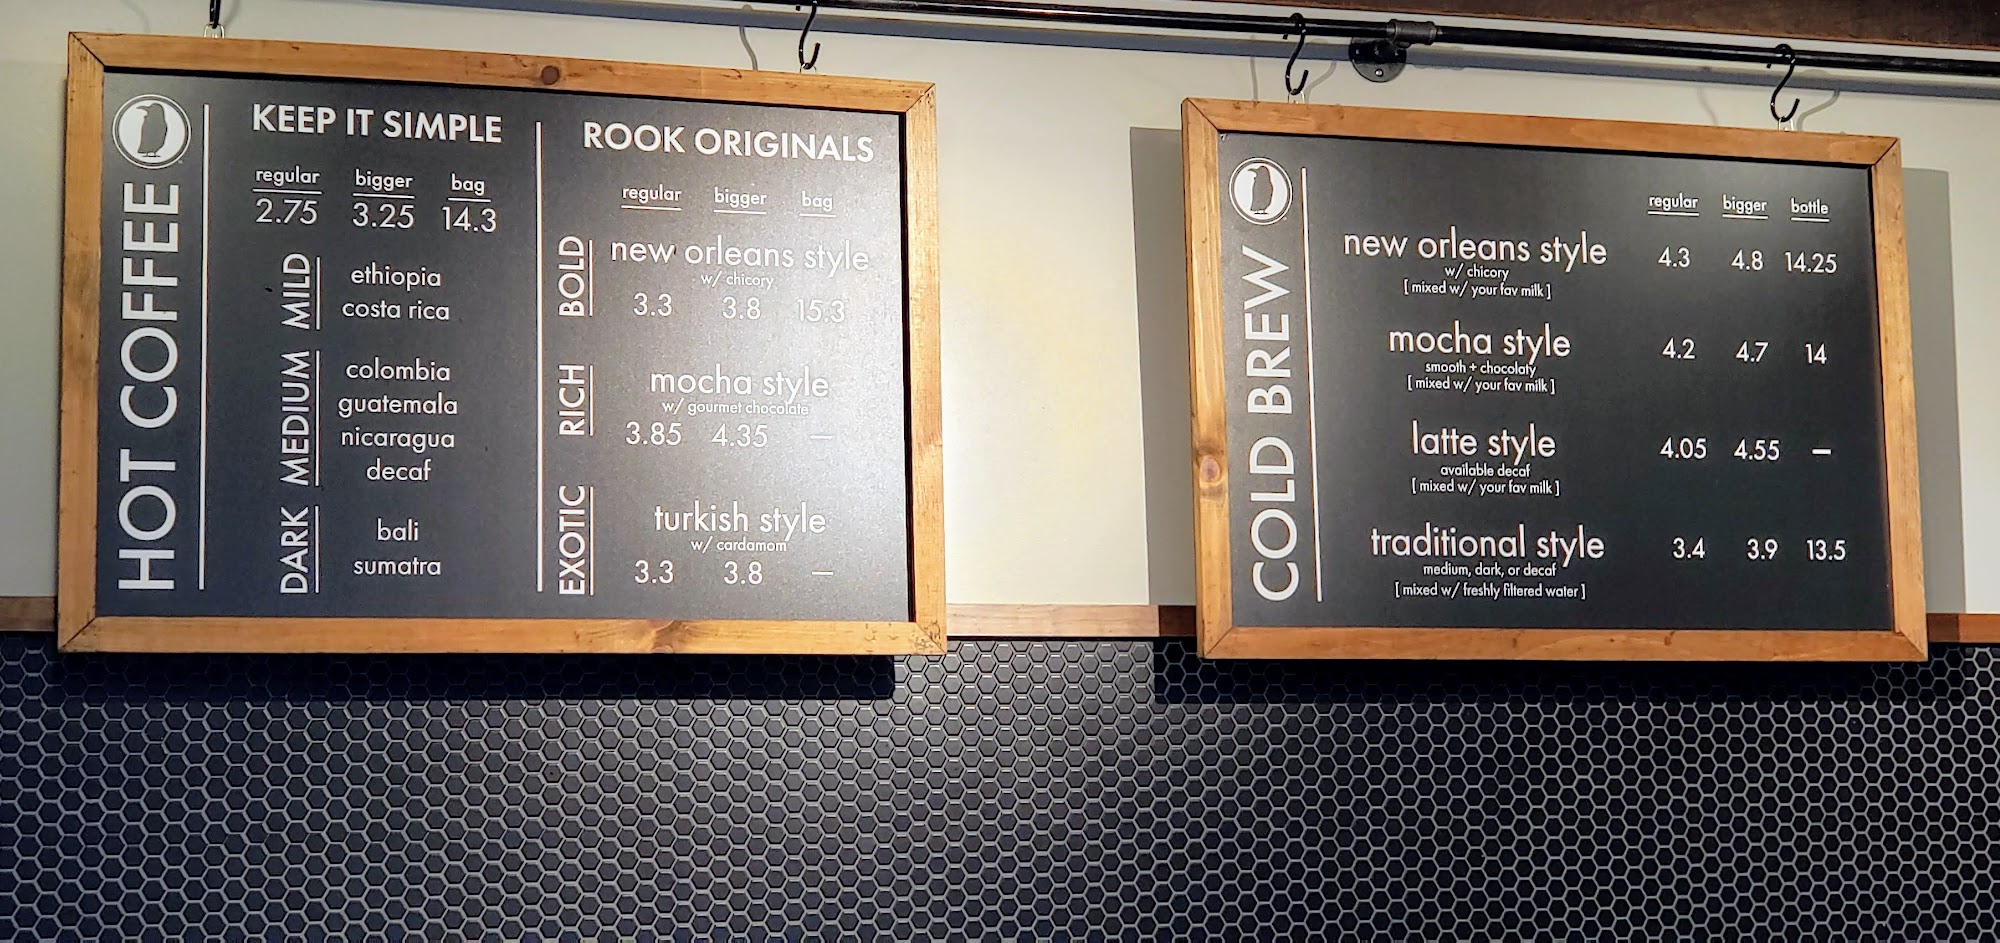 HOT COFFEE
KEEP IT SIMPLE
regular bigger bag
2.75 3.25 14.3
MILD
ethiopia
costa rica
MEDIUM
colombia
guatemala
nicaragua
decaf
DARK
bali
sumatra
ROOK ORIGINALS
regular bigger bag
BOLD
new orleans style
w/ chicory
3.3 3.8 15.3
RICH
mocha style
w/ gourmet chocolate
3.85 4.35 —
EXOTIC
turkish style
w/ cardamom
3.3 3.8 —
COLD BREW
regular bigger bottle
new orleans style 4.3 4.8 14.25
w/ chicory
[ mixed w/ your fav milk ]
mocha style 4.2 4.7 14
smooth + chocolaty
[ mixed w/ your fav milk ]
latte style 4.05 4.55 —
available decaf
[ mixed w/ your fav milk ]
traditional style 3.4 3.9 13.5
medium, dark, or decaf
[ mixed w/ freshly filtered water ]